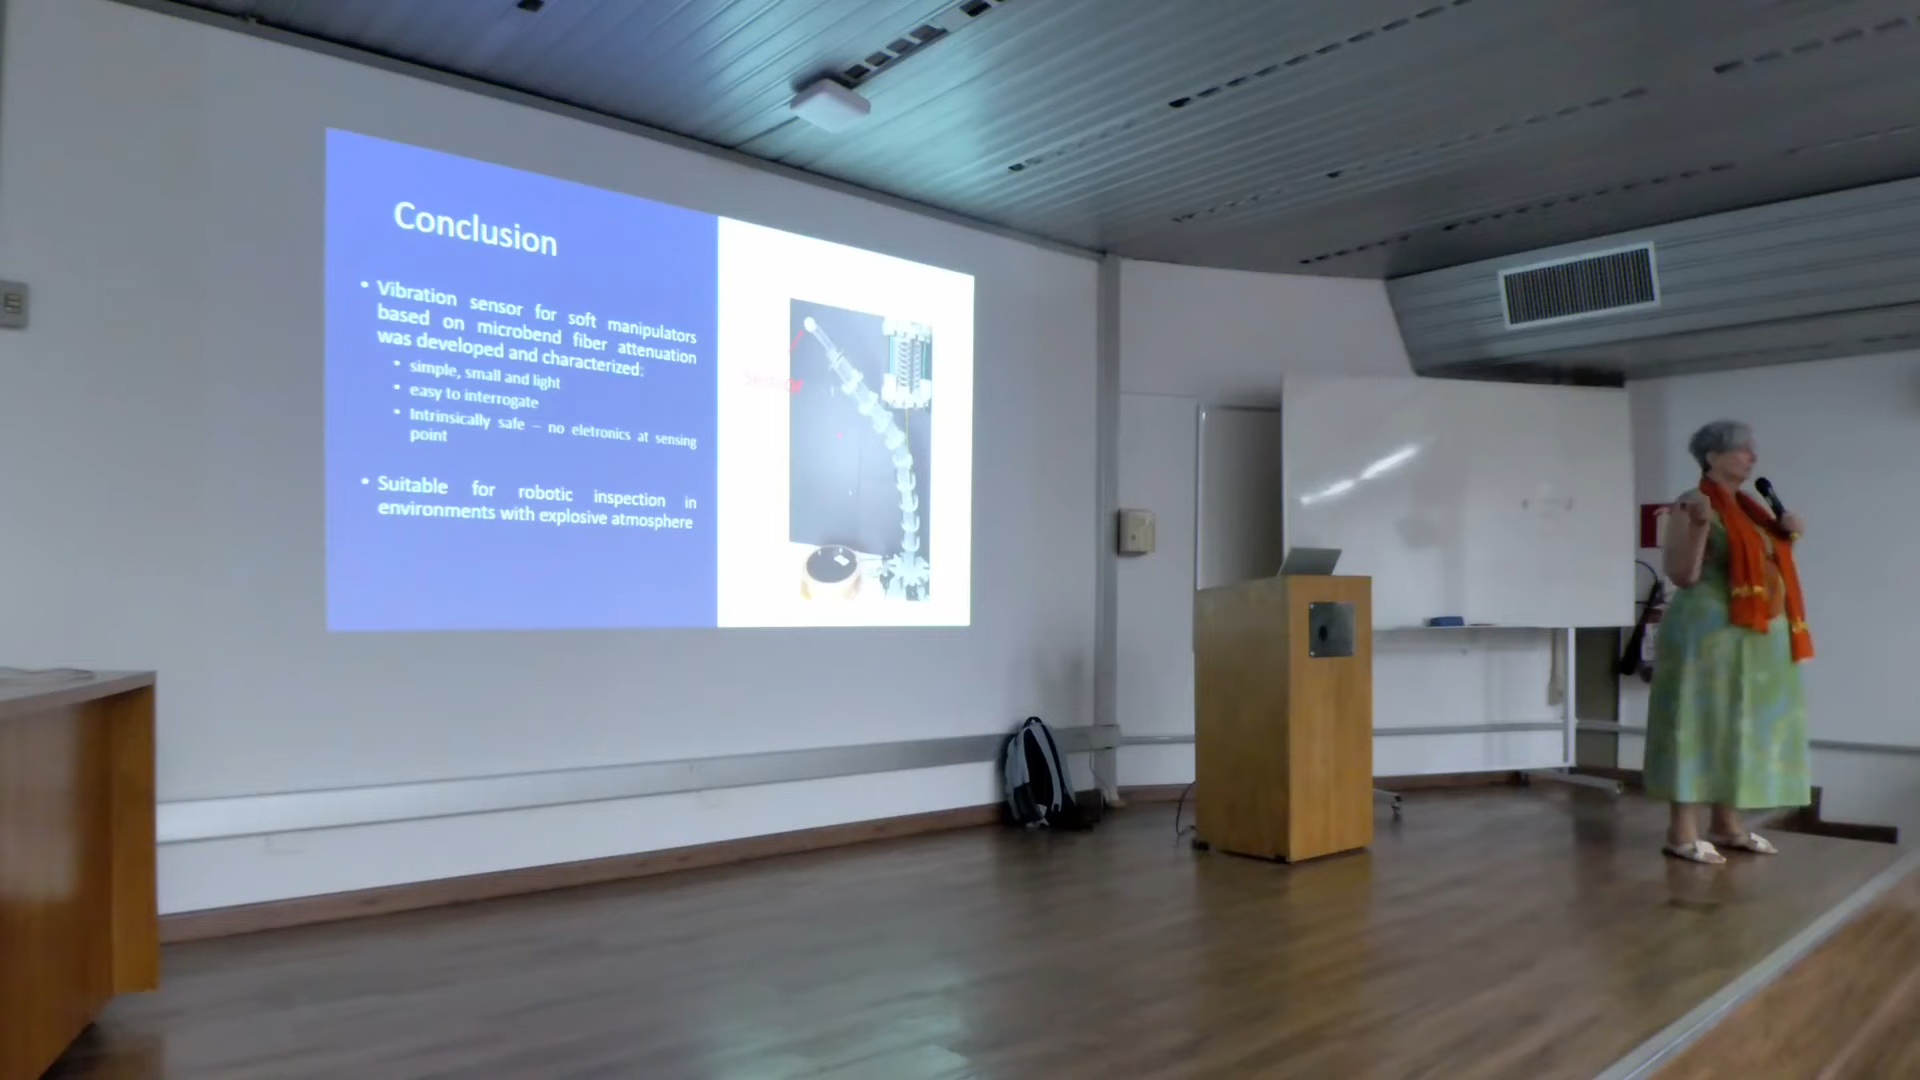 Conclusion
• Vibration sensor for soft manipulators
based on microbend fiber attenuation
was developed and characterized:
• simple, small and light
• easy to interrogate
• Intrinsically safe – no eletronics at sensing
point
• Suitable for robotic inspection in
environments with explosive atmosphere
Sensor